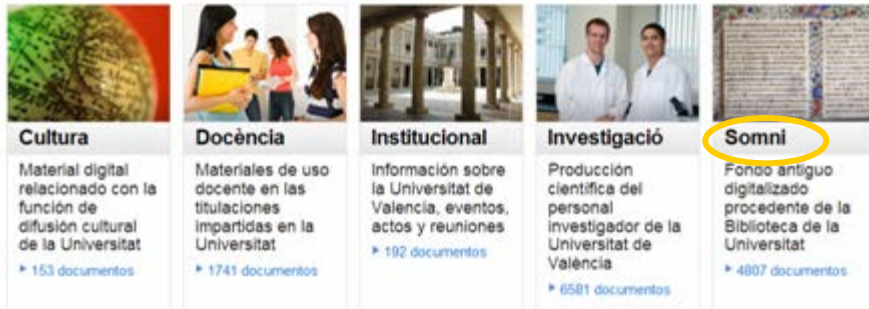 Cultura
Material digital
relacionado con la
función de
difusión cultural
de la Universitat
153 documentos
Docència
Materiales de uso
docente en las
titulaciones
impartidas en la
Universitat
1741 documentos
Institucional
Información sobre
la Universitat de
Valencia, eventos,
actos y reuniones
192 documentos
Investigació
Producción
científica del
personal
investigador de la
Universitat de
València
6581 documentos
Somni
Fondo antiguo
digitalizado
procedente de la
Biblioteca de la
Universitat
4807 documentos